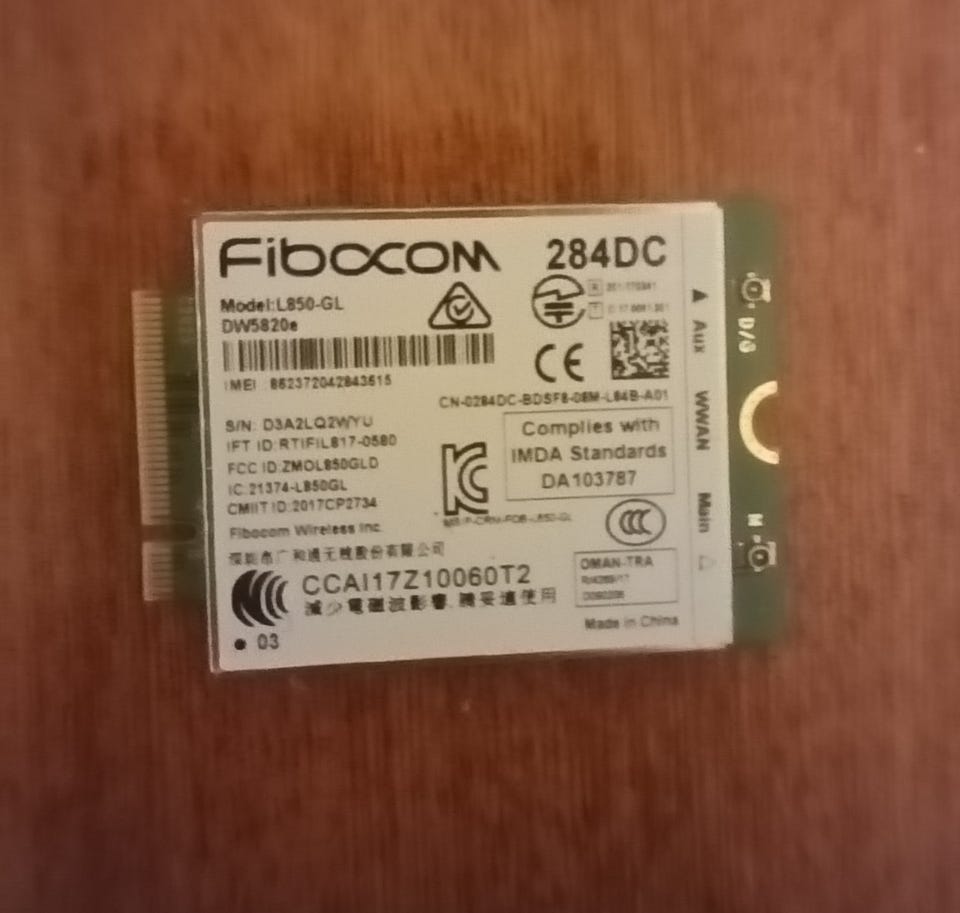 Fibocom
284DC
Model:L850-GL
DW5820e
IMEI 862372042843615
CN-0284DC-BDSF8-08M-L84B-A01
S/N: D3A2LQ2WYU
IFT ID:RTIFIL817-0580
FCC ID:ZMOL850GLD
IC:21374-L850GL
CMIIT ID:2017CP2734
Fibocom Wireless Inc.
深圳市广和通无线股份有限公司
Complies with
IMDA Standards
DA103787
CCAI17Z10060T2
減少電磁波影響,請妥適使用
03
OMAN-TRA
Made in China
Aux
WWAN
Main
D/G
M